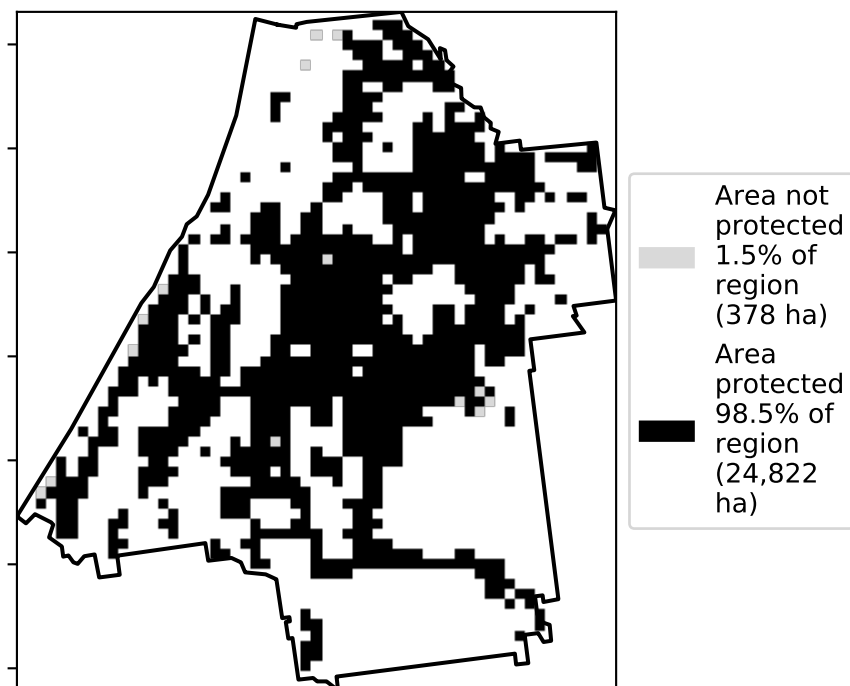 Area not
protected
1.5% of
region
(378 ha)
Area
protected
98.5% of
region
(24,822
ha)